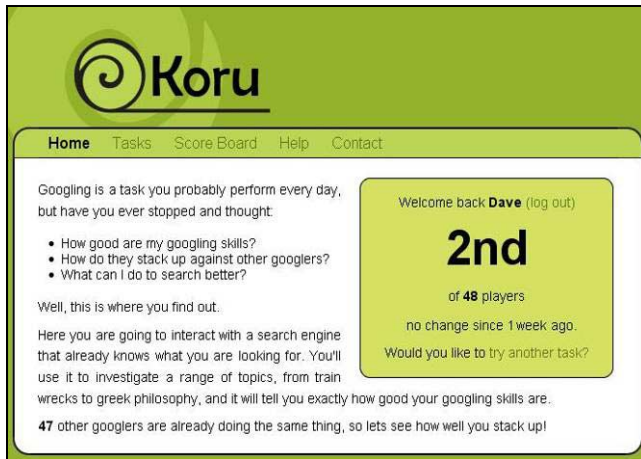 Koru
Home Tasks Score Board Help Contact
Googling is a task you probably perform every day,
but have you ever stopped and thought:
• How good are my googling skills?
• How do they stack up against other googlers?
• What can I do to search better?
Well, this is where you find out.
Here you are going to interact with a search engine
that already knows what you are looking for. You'll
use it to investigate a range of topics, from train
wrecks to greek philosophy, and it will tell you exactly how good your googling skills are.
47 other googlers are already doing the same thing, so lets see how well you stack up!
Welcome back Dave (log out)
2nd
of 48 players
no change since 1 week ago.
Would you like to try another task?